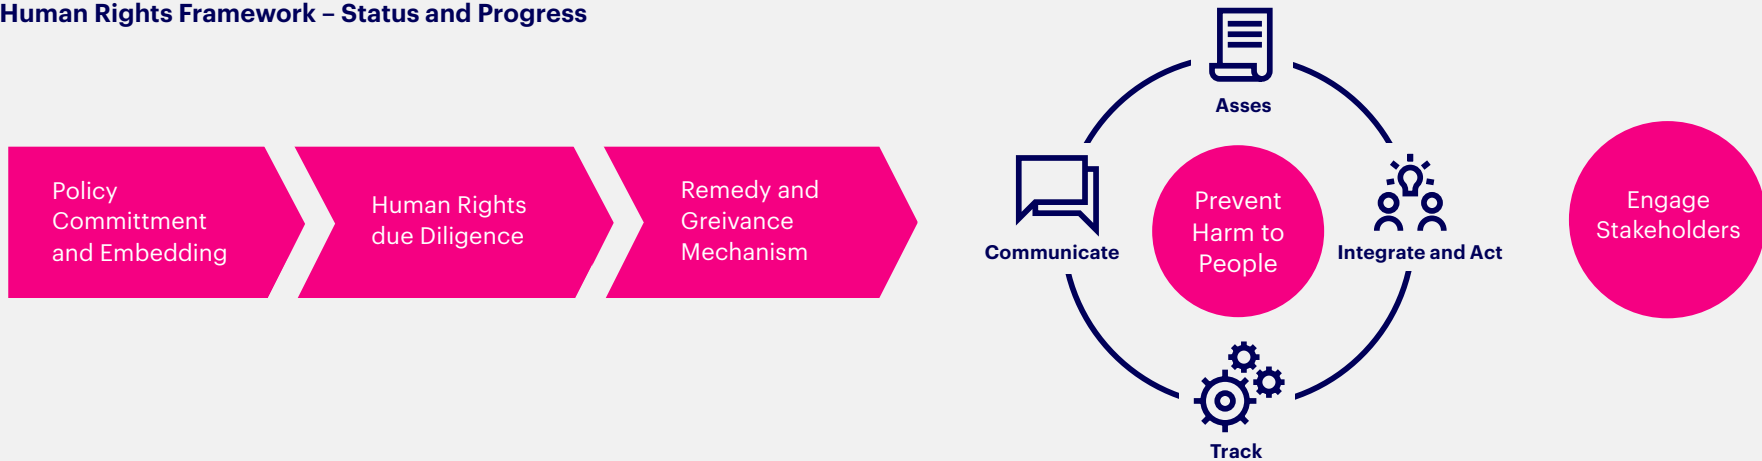 Human Rights Framework – Status and Progress
Policy
Committment
and Embedding
Human Rights
due Diligence
Remedy and
Greivance
Mechanism
Asses
Communicate
Prevent
Harm to
People
Integrate and Act
Track
Engage
Stakeholders